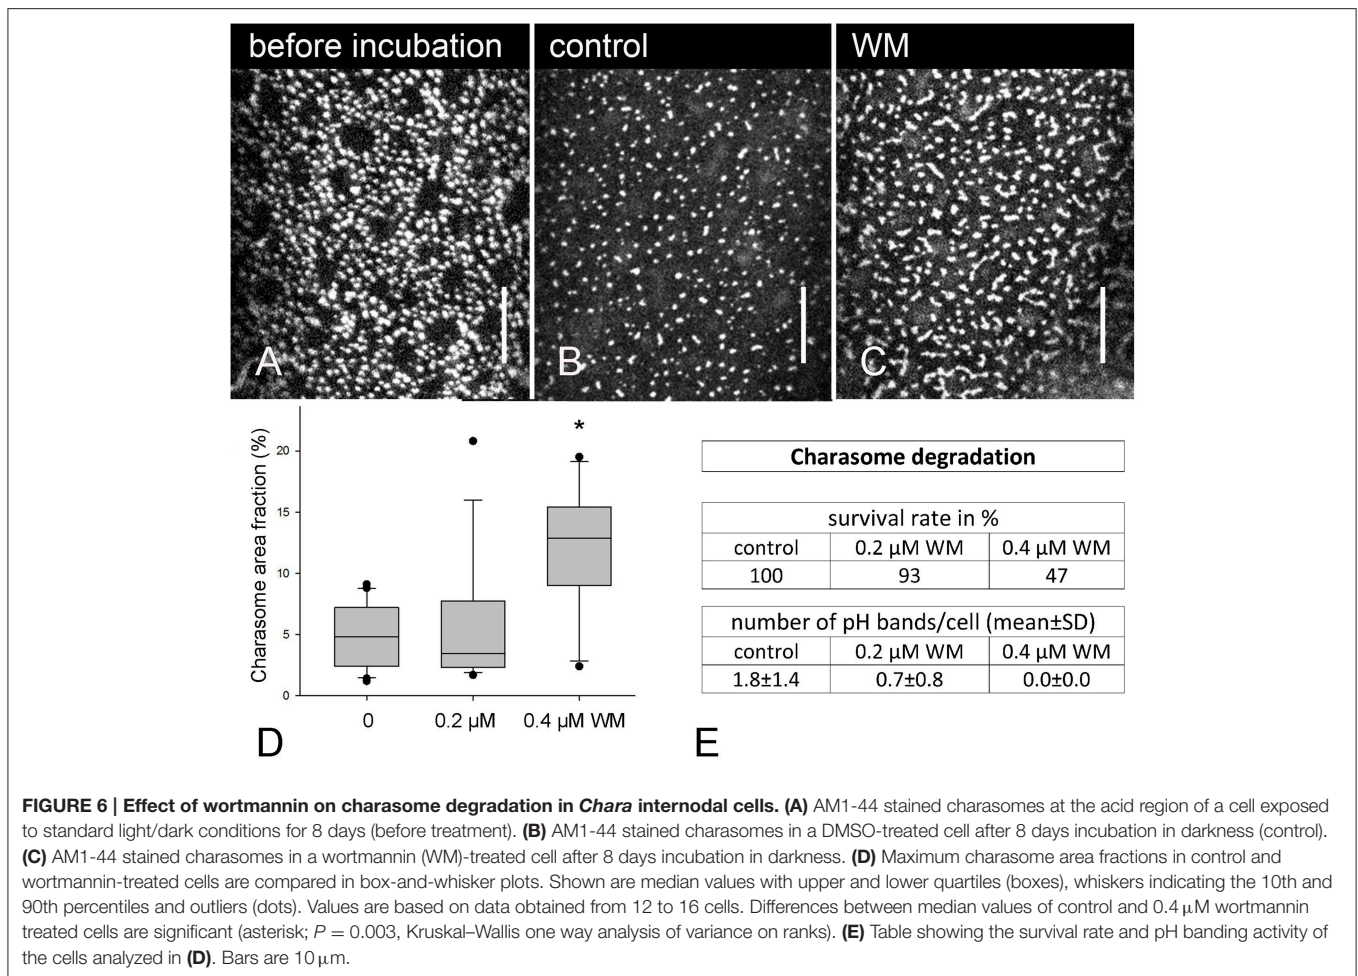 before incubation
control
WM
A
B
C
Charasome area fraction (%)
*
20
15
10
5
0
0
0.2 µM
0.4 µM WM
D
Charasome degradation
survival rate in %
control 0.2 µM WM 0.4 µM WM
100 93 47
number of pH bands/cell (mean±SD)
control 0.2 µM WM 0.4 µM WM
1.8±1.4 0.7±0.8 0.0±0.0
E
FIGURE 6 | Effect of wortmannin on charasome degradation in Chara internodal cells. (A) AM1-44 stained charasomes at the acid region of a cell exposed
to standard light/dark conditions for 8 days (before treatment). (B) AM1-44 stained charasomes in a DMSO-treated cell after 8 days incubation in darkness (control).
(C) AM1-44 stained charasomes in a wortmannin (WM)-treated cell after 8 days incubation in darkness. (D) Maximum charasome area fractions in control and
wortmannin-treated cells are compared in box-and-whisker plots. Shown are median values with upper and lower quartiles (boxes), whiskers indicating the 10th and
90th percentiles and outliers (dots). Values are based on data obtained from 12 to 16 cells. Differences between median values of control and 0.4 µM wortmannin
treated cells are significant (asterisk; P = 0.003, Kruskal–Wallis one way analysis of variance on ranks). (E) Table showing the survival rate and pH banding activity of
the cells analyzed in (D). Bars are 10 µm.